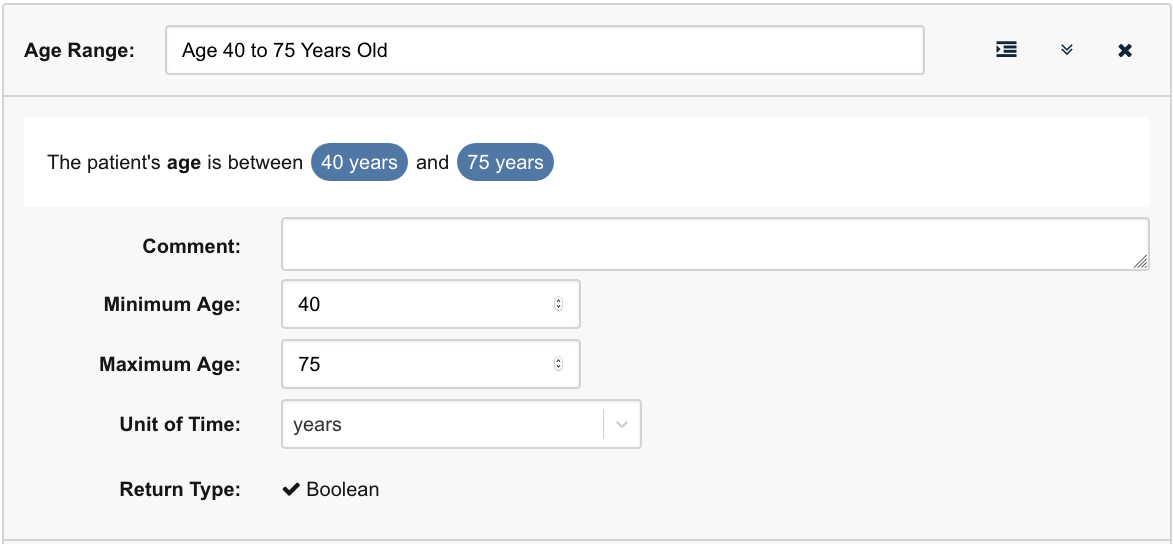 Age Range: Age 40 to 75 Years Old
The patient's age is between 40 years and 75 years
Comment:
Minimum Age: 40
Maximum Age: 75
Unit of Time: years
Return Type: Boolean